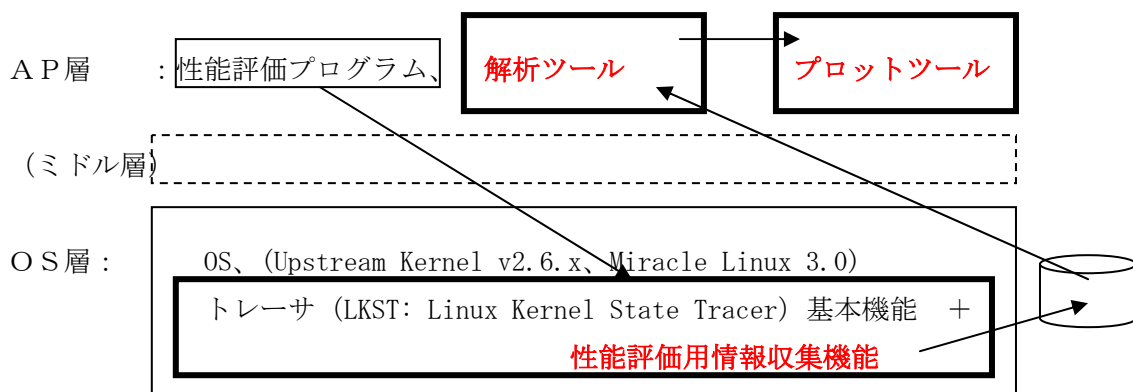 ＡＰ層　：性能評価プログラム、 解析ツール プロットツール
（ミドル層）
ＯＳ層： OS、(Upstream Kernel v2.6.x、Miracle Linux 3.0)
トレーサ (LKST: Linux Kernel State Tracer) 基本機能　＋
性能評価用情報収集機能